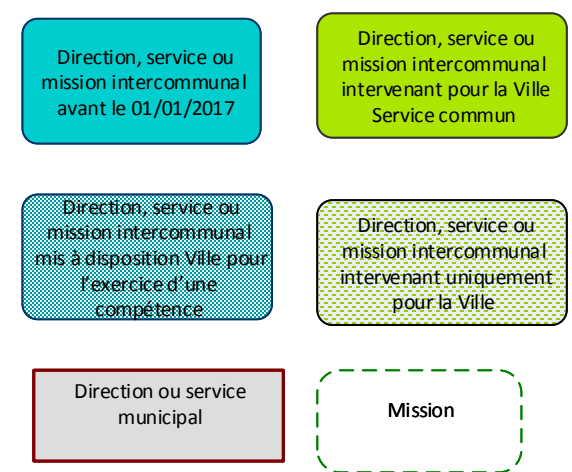 Direction, service ou
mission intercommunal
avant le 01/01/2017
Direction, service ou
mission intercommunal
intervenant pour la Ville
Service commun
Direction, service ou
mission intercommunal
mis à disposition Ville pour
l’exercice d’une
compétence
Direction, service ou
mission intercommunal
intervenant uniquement
pour la Ville
Direction ou service
municipal
Mission